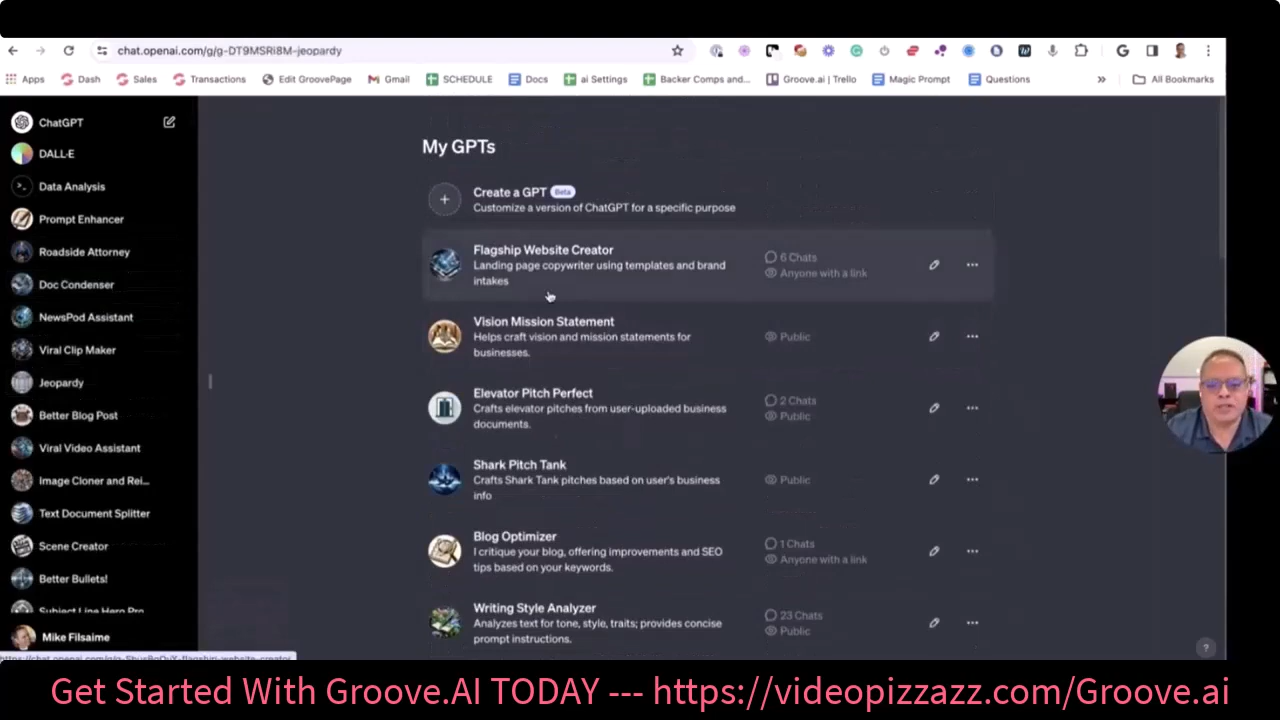 chat.openai.com/g/g-DT9MSRi8M-jeopardy
Apps Dash Sales Transactions Edit GroovePage Gmail SCHEDULE Docs ai Settings Backer Comps and... Groove.ai | Trello Magic Prompt Questions » All Bookmarks
ChatGPT
DALL·E
Data Analysis
Prompt Enhancer
Roadside Attorney
Doc Condenser
NewsPod Assistant
Viral Clip Maker
Jeopardy
Better Blog Post
Viral Video Assistant
Image Cloner and Rei...
Text Document Splitter
Scene Creator
Better Bullets!
Subject Line Hero Pro
Mike Filsaime
My GPTs
Create a GPT Beta
Customize a version of ChatGPT for a specific purpose
Flagship Website Creator
Landing page copywriter using templates and brand
intakes
6 Chats
Anyone with a link
Vision Mission Statement
Helps craft vision and mission statements for
businesses.
Public
Elevator Pitch Perfect
Crafts elevator pitches from user-uploaded business
documents.
2 Chats
Public
Shark Pitch Tank
Crafts Shark Tank pitches based on user's business
info
Public
Blog Optimizer
I critique your blog, offering improvements and SEO
tips based on your keywords.
1 Chats
Anyone with a link
Writing Style Analyzer
Analyzes text for tone, style, traits; provides concise
prompt instructions.
23 Chats
Public
?
Get Started With Groove.AI TODAY --- https://videopizzazz.com/Groove.ai